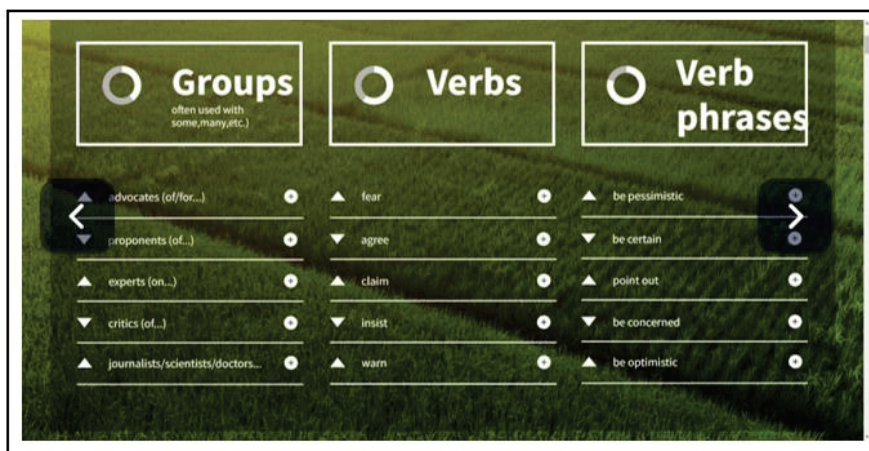 Groups
often used with
some,many,etc.)
Verbs
Verb
phrases
advocates (of/for...)
proponents (of...)
experts (on...)
critics (of...)
journalists/scientists/doctors...
fear
agree
claim
insist
warn
be pessimistic
be certain
point out
be concerned
be optimistic